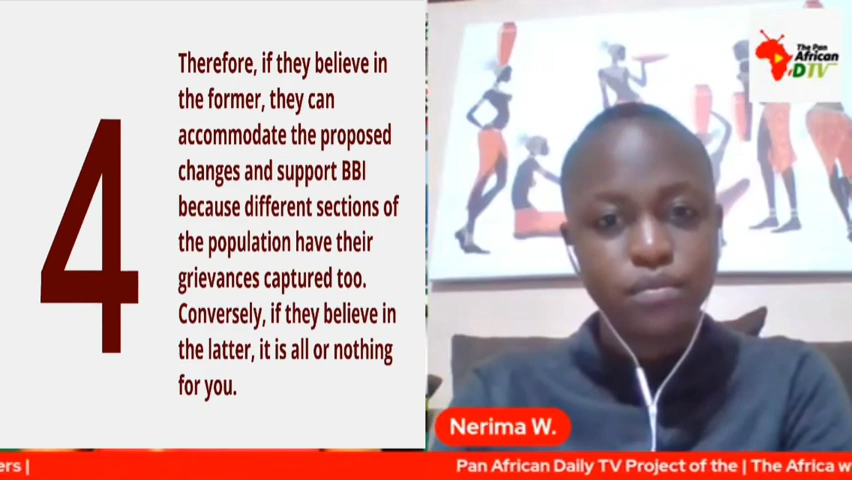 4
Therefore, if they believe in
the former, they can
accommodate the proposed
changes and support BBI
because different sections of
the population have their
grievances captured too.
Conversely, if they believe in
the latter, it is all or nothing
for you.
The Pan
African
DTV
Nerima W.
ers | Pan African Daily TV Project of the | The Africa w